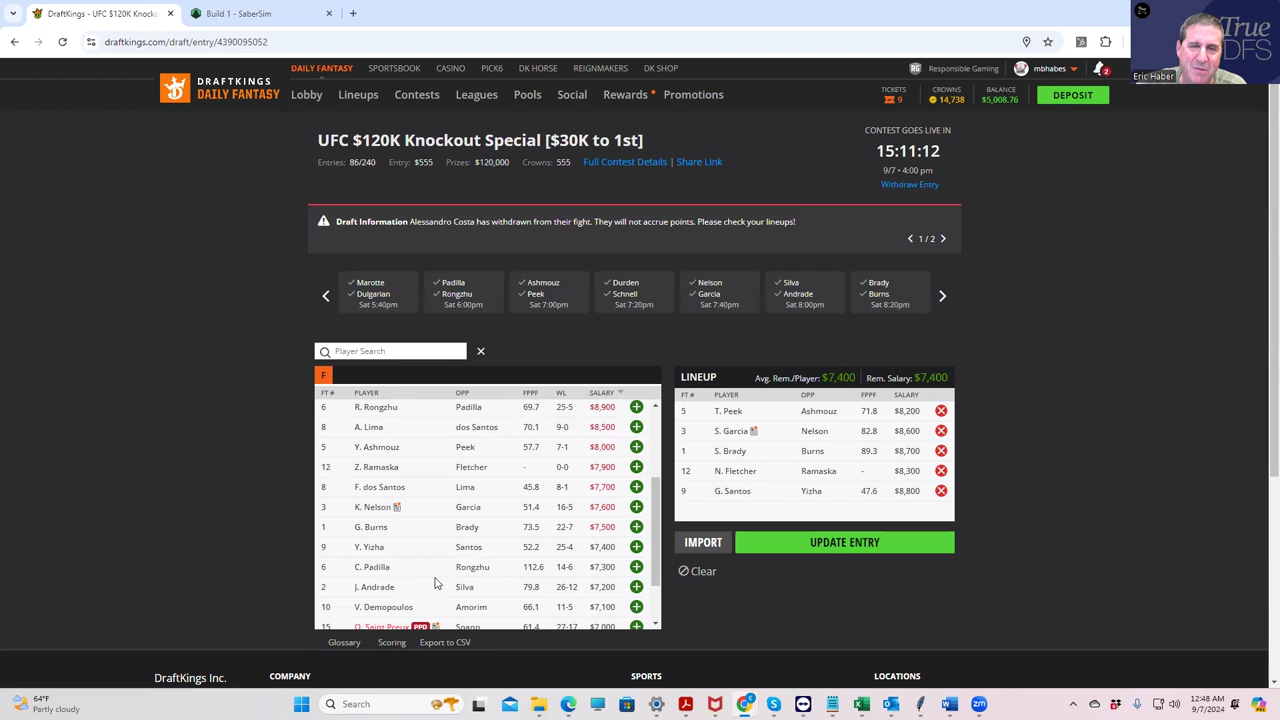 DraftKings - UFC $120K Knocko
Build 1 - SaberSim
draftkings.com/draft/entry/4390095052
True
DFS
Eric Haber
DRAFTKINGS
DAILY FANTASY
DAILY FANTASY SPORTSBOOK CASINO PICK6 DK HORSE REIGNMAKERS DK SHOP
RG Responsible Gaming mbhabes 2
Lobby Lineups Contests Leagues Pools Social Rewards Promotions
TICKETS CROWNS BALANCE
9 14,738 $5,008.76
DEPOSIT
UFC $120K Knockout Special [$30K to 1st]
Entries: 86/240 Entry: $555 Prizes: $120,000 Crowns: 555 Full Contest Details | Share Link
CONTEST GOES LIVE IN
15:11:12
9/7 • 4:00 pm
Withdraw Entry
Draft Information Alessandro Costa has withdrawn from their fight. They will not accrue points. Please check your lineups!
1 / 2
Marotte Padilla Ashmouz Durden Nelson Silva Brady
Dulgarian Rongzhu Peek Schnell Garcia Andrade Burns
Sat 5:40pm Sat 6:00pm Sat 7:00pm Sat 7:20pm Sat 7:40pm Sat 8:00pm Sat 8:20pm
Player Search
F
FT # PLAYER OPP FPPF WL SALARY
6 R. Rongzhu Padilla 69.7 25-5 $8,900
8 A. Lima dos Santos 70.1 9-0 $8,500
5 Y. Ashmouz Peek 57.7 7-1 $8,000
12 Z. Ramaska Fletcher - 0-0 $7,900
8 F. dos Santos Lima 45.8 8-1 $7,700
3 K. Nelson Garcia 51.4 16-5 $7,600
1 G. Burns Brady 73.5 22-7 $7,500
9 Y. Yizha Santos 52.2 25-4 $7,400
6 C. Padilla Rongzhu 112.6 14-6 $7,300
2 J. Andrade Silva 79.8 26-12 $7,200
10 V. Demopoulos Amorim 66.1 11-5 $7,100
15 O. Saint Preux PPD Spann 61.4 27-17 $7,000
Glossary Scoring Export to CSV
LINEUP Avg. Rem./Player: $7,400 Rem. Salary: $7,400
FT # PLAYER OPP FPPF SALARY
5 T. Peek Ashmouz 71.8 $8,200
3 S. Garcia Nelson 82.8 $8,600
1 S. Brady Burns 89.3 $8,700
12 N. Fletcher Ramaska - $8,300
9 G. Santos Yizha 47.6 $8,800
IMPORT UPDATE ENTRY
Clear
DraftKings Inc. COMPANY SPORTS LOCATIONS
64°F
Partly cloudy
Search
12:48 AM
9/7/2024